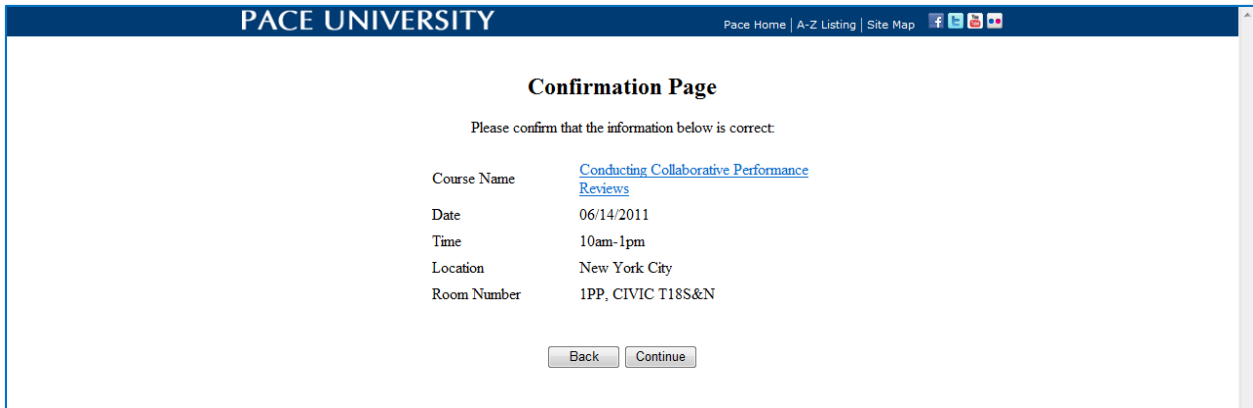 PACE UNIVERSITY
Pace Home | A-Z Listing | Site Map
Confirmation Page
Please confirm that the information below is correct:
Course Name Conducting Collaborative Performance
Reviews
Date 06/14/2011
Time 10am-1pm
Location New York City
Room Number 1PP, CIVIC T18S&N
Back Continue